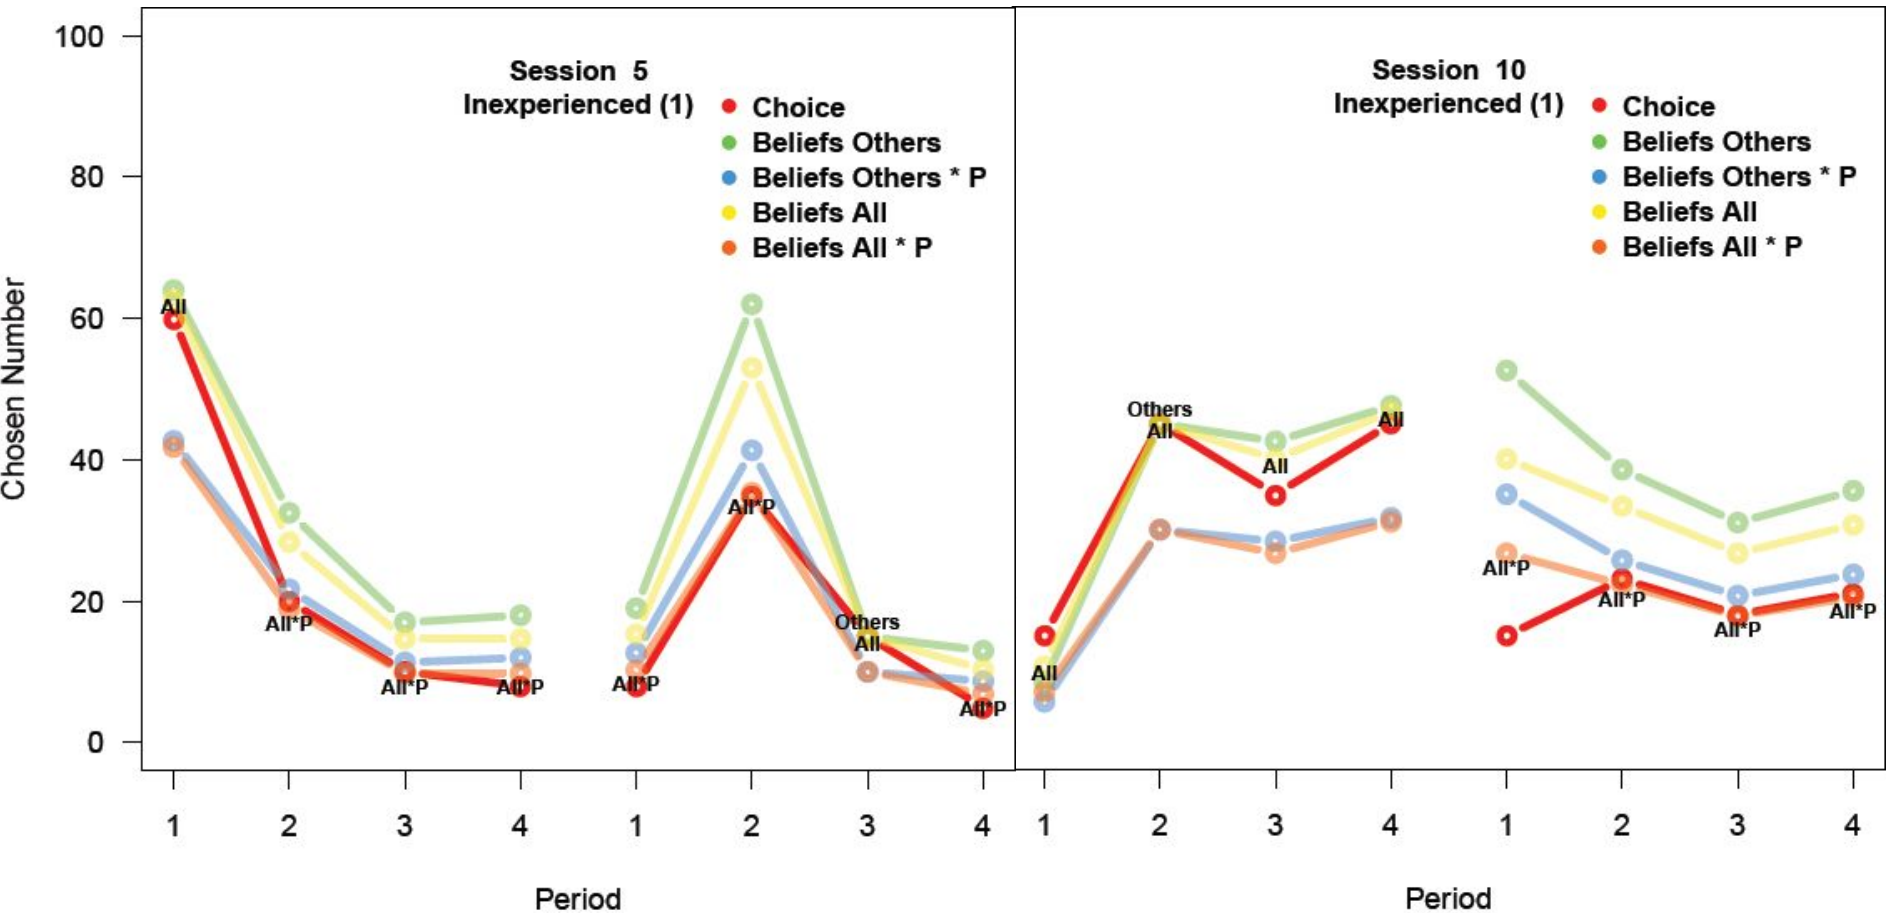 100
80
60
40
20
0
Chosen Number
Session 5
Inexperienced (1)
Choice
Beliefs Others
Beliefs Others * P
Beliefs All
Beliefs All * P
All
All*P
All*P
All*P
All*P
All*P
Others
All
All*P
1 2 3 4 1 2 3 4
Period
Session 10
Inexperienced (1)
Choice
Beliefs Others
Beliefs Others * P
Beliefs All
Beliefs All * P
All
Others
All
All
All
All*P
All*P
All*P
All*P
1 2 3 4 1 2 3 4
Period